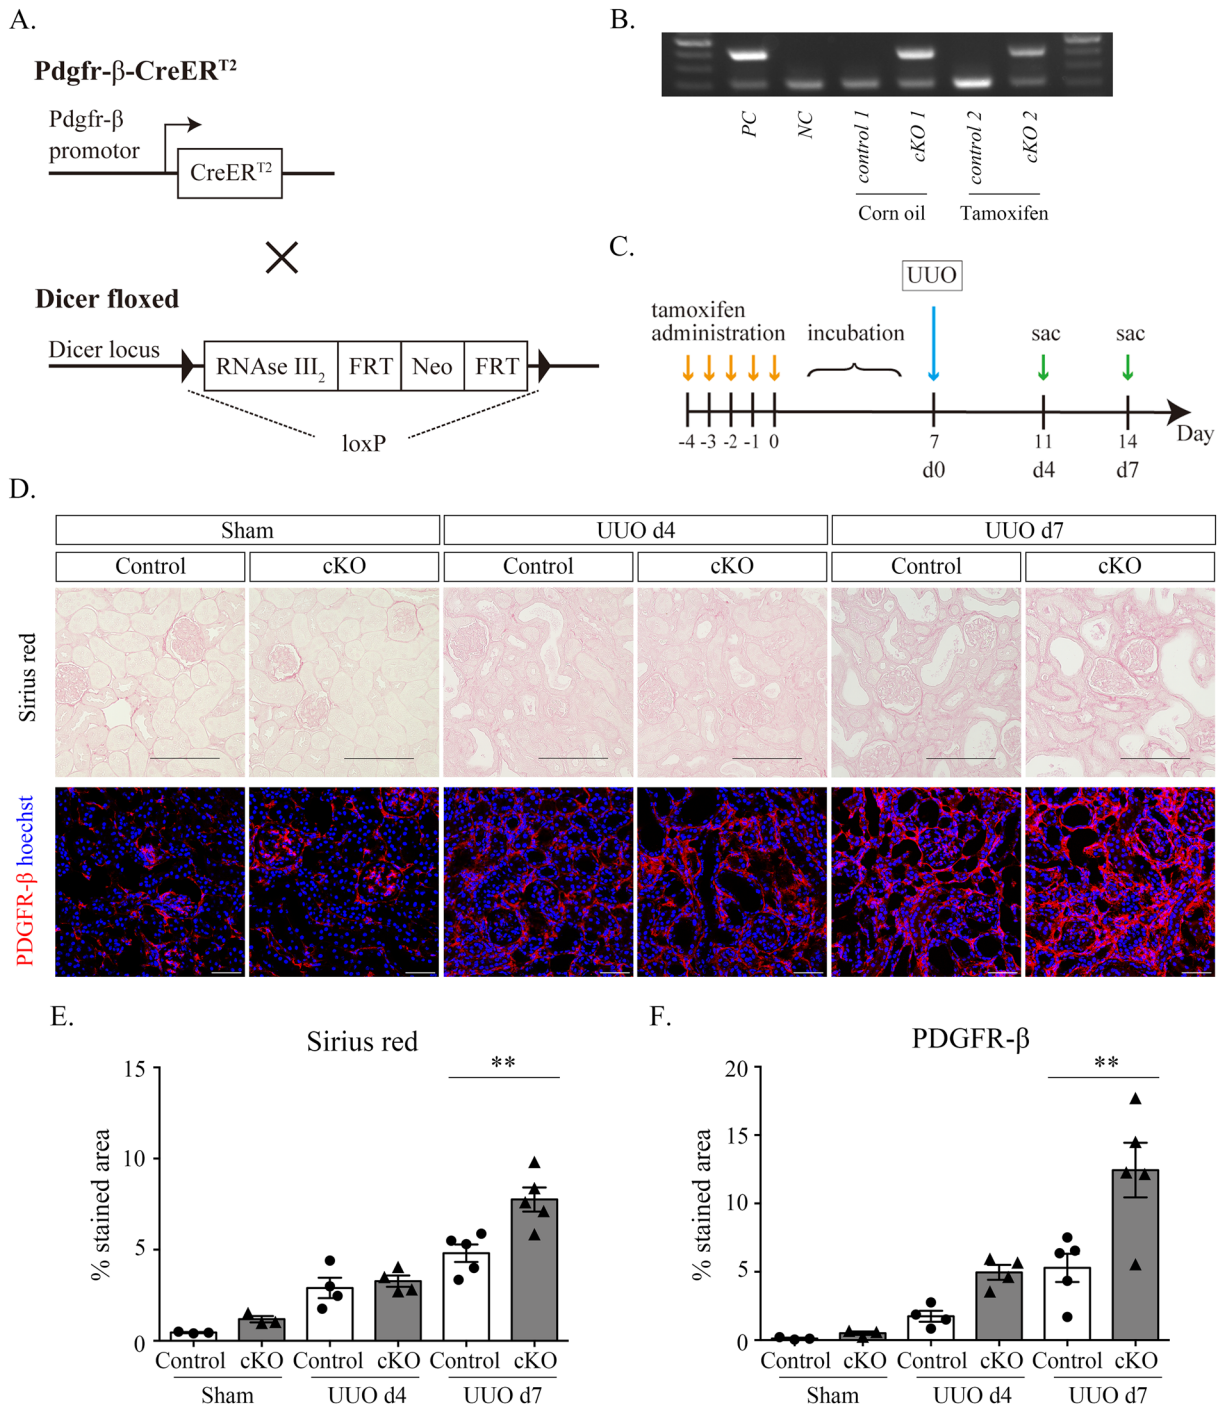 A.
Pdgfr-β-CreERT2
Pdgfr-β
promotor
CreERT2
Dicer floxed
Dicer locus
RNAse III2
FRT
Neo
FRT
loxP
B.
PC
NC
control 1
cKO 1
control 2
cKO 2
Corn oil
Tamoxifen
C.
UUO
tamoxifen
administration
incubation
sac
sac
-4 -3 -2 -1 0 7 11 14
Day
d0 d4 d7
D.
Sham
UUO d4
UUO d7
Control
cKO
Control
cKO
Control
cKO
Sirius red
PDGFR-β hoechst
E.
Sirius red
**
% stained area
15
10
5
0
Control cKO Control cKO Control cKO
Sham UUO d4 UUO d7
F.
PDGFR-β
**
% stained area
20
15
10
5
0
Control cKO Control cKO Control cKO
Sham UUO d4 UUO d7